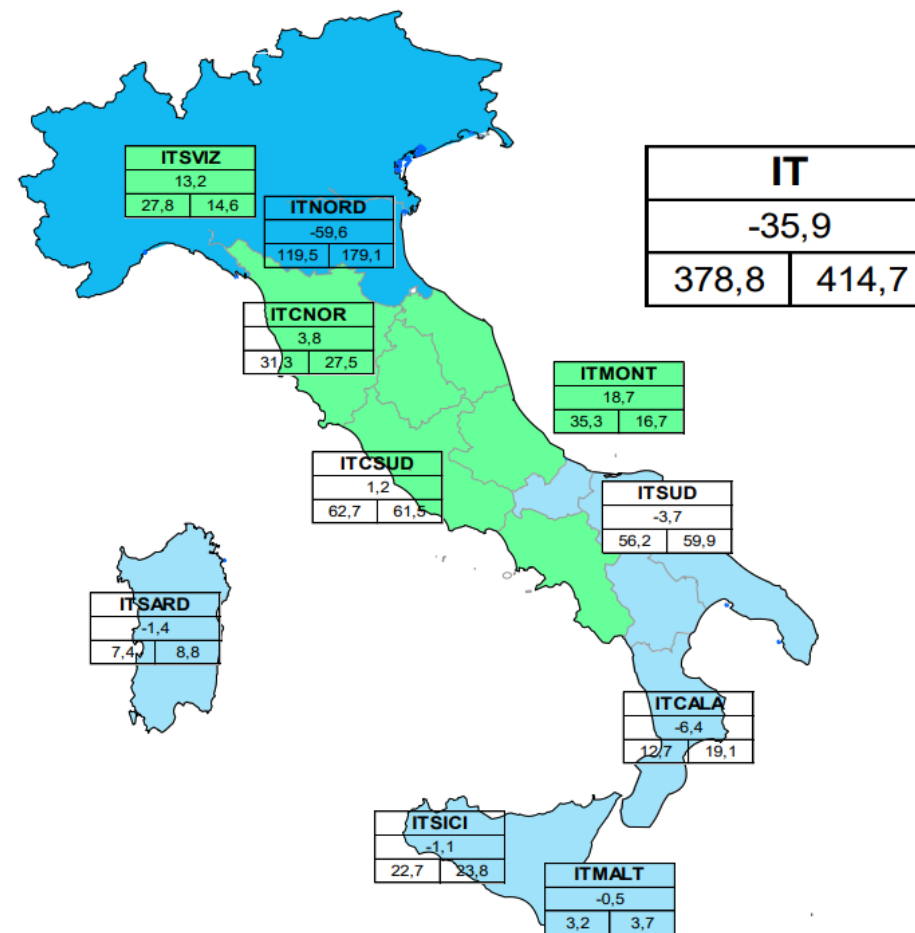 ITSVIZ
13,2
27,8 14,6
IT
-35,9
378,8 414,7
ITNORD
-59,6
119,5 179,1
ITCNOR
3,8
31,3 27,5
ITMONT
18,7
35,3 16,7
ITCSUD
1,2
62,7 61,5
ITSUD
-3,7
56,2 59,9
ITSARD
-1,4
7,4 8,8
ITCALA
-6,4
12,7 19,1
ITSICI
-1,1
22,7 23,8
ITMALT
-0,5
3,2 3,7